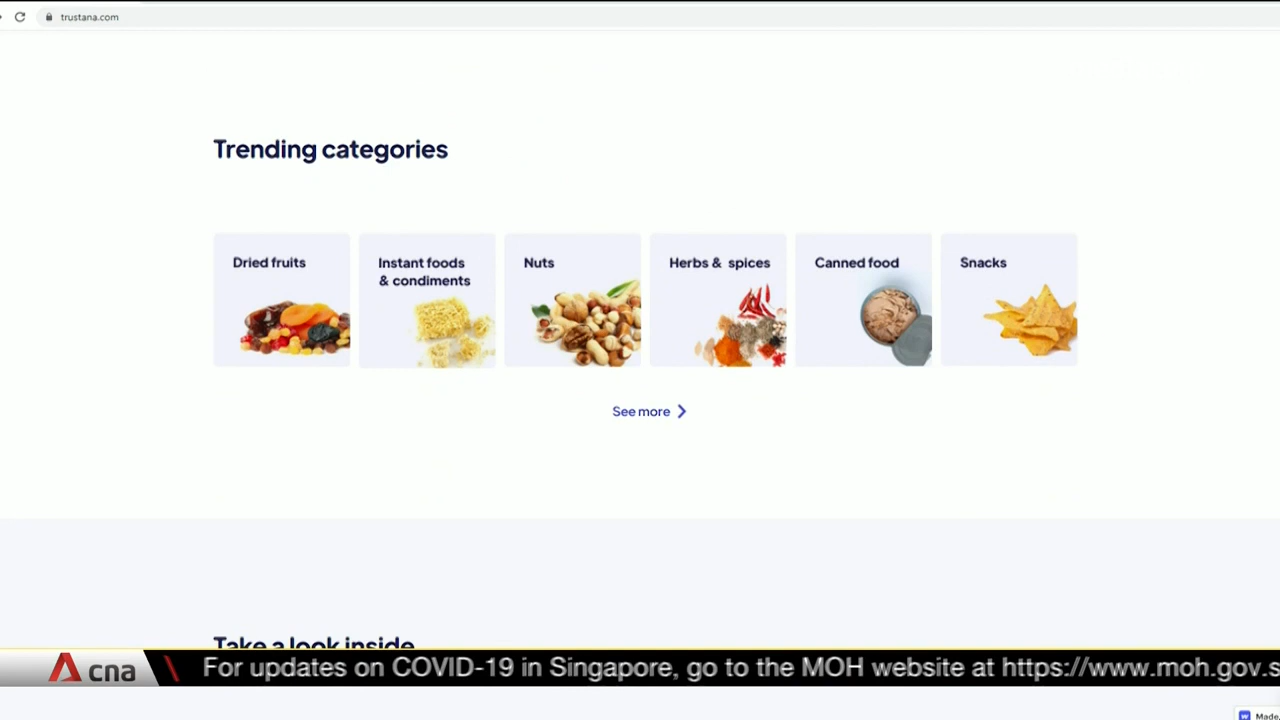 trustana.com
Trending categories
Dried fruits
Instant foods
& condiments
Nuts
Herbs & spices
Canned food
Snacks
See more
Take a look inside
cna
For updates on COVID-19 in Singapore, go to the MOH website at https://www.moh.gov.s
Made